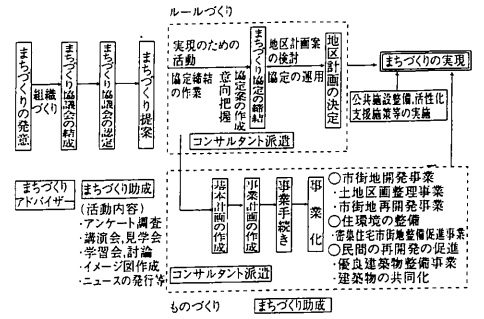 ルールづくり
まちづくりの発意
組織づくり
まちづくり協議会の結成
まちづくり協議会の認定
まちづくり提案
実現のための活動
協定締結の作業
意向把握
協定案の作成
まちづくり協定の締結
地区計画案の検討
協定の運用
地区計画の決定
コンサルタント派遣
まちづくりの実現
公共施設整備,活性化
支援施策等の実施
まちづくり
アドバイザー
まちづくり助成
(活動内容)
・アンケート調査
・講演会,見学会
・学習会,討論
・イメージ図作成
・ニュースの発行等
基本計画の作成
事業計画の作成
事業手続き
事業化
コンサルタント派遣
○市街地開発事業
・土地区画整理事業
・市街地再開発事業
○住環境の整備
・密集住宅市街地整備促進事業
○民間の再開発の促進
・優良建築物整備事業
・建築物の共同化
ものづくり
まちづくり助成